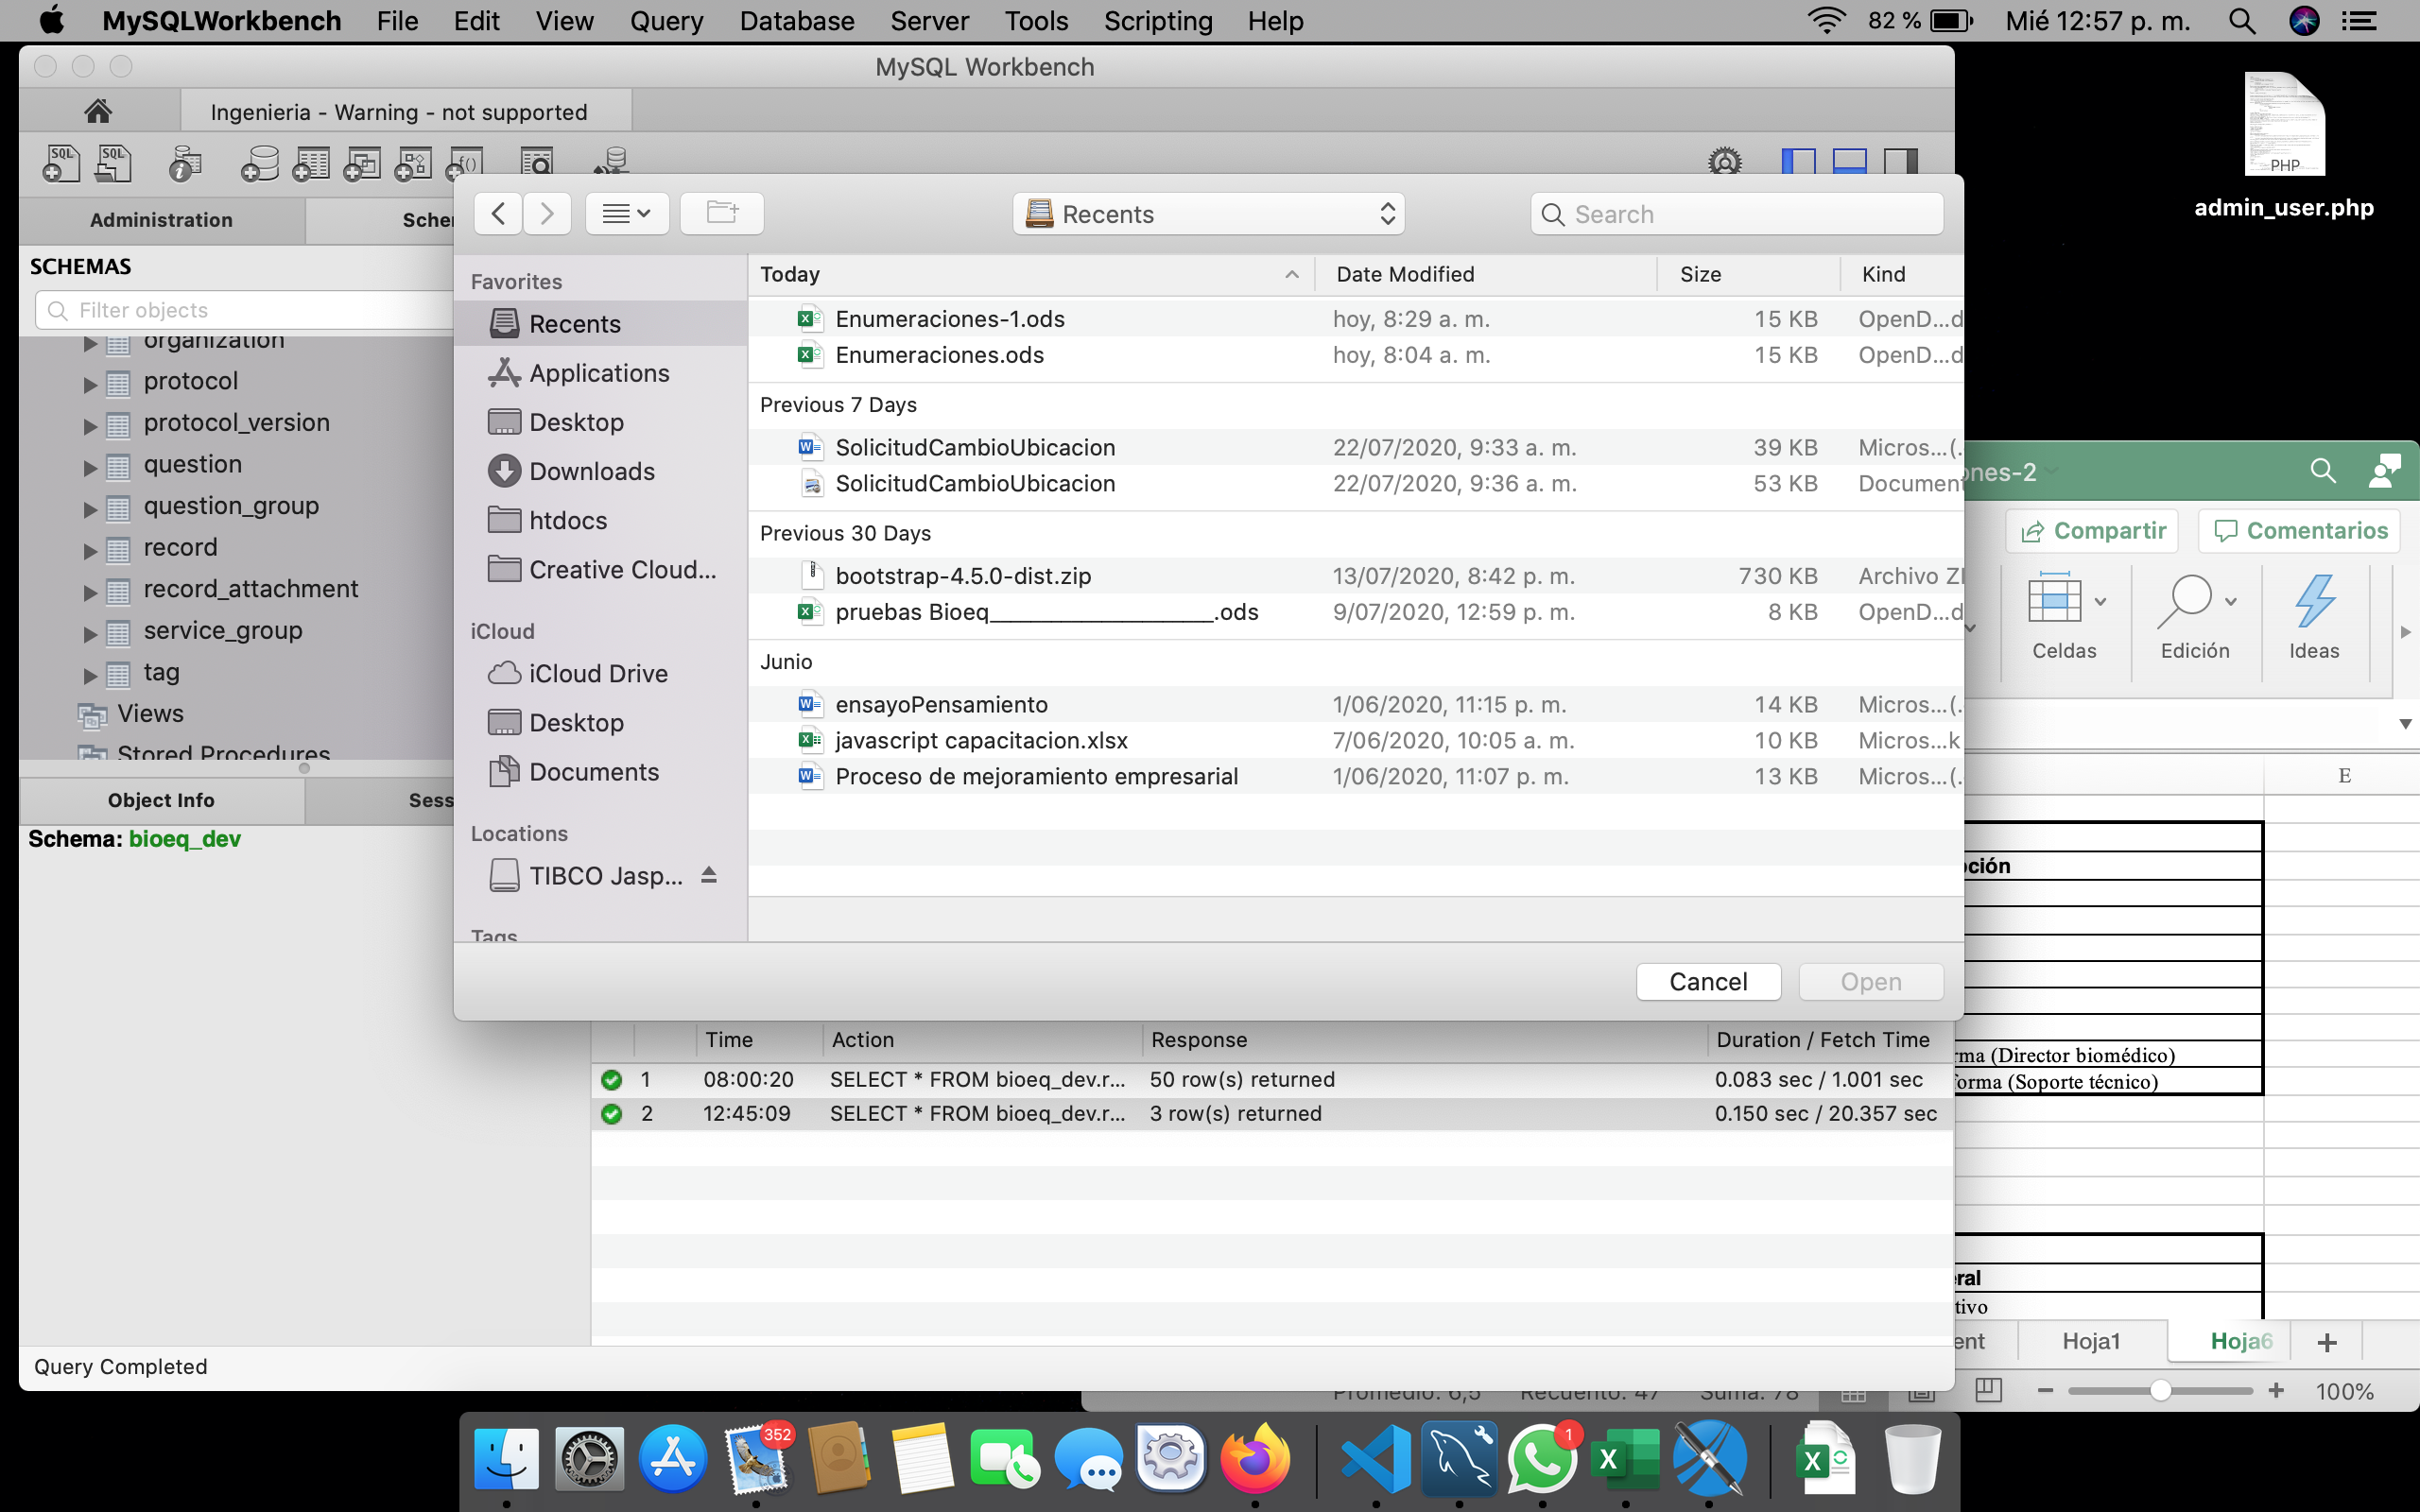 MySQLWorkbench File Edit View Query Database Server Tools Scripting Help 82 % Mié 12:57 p. m.
MySQL Workbench
Ingenieria - Warning - not supported
SQL SQL
PHP
admin_user.php
Administration Sche
Recents Search
SCHEMAS
Filter objects
organization
protocol
protocol_version
question
question_group
record
record_attachment
service_group
tag
Views
Stored Procedures
Object Info Sess
Schema: bioeq_dev
Favorites
Recents
Applications
Desktop
Downloads
htdocs
Creative Cloud...
iCloud
iCloud Drive
Desktop
Documents
Locations
TIBCO Jasp...
Tags
Today Date Modified Size Kind
Enumeraciones-1.ods hoy, 8:29 a. m. 15 KB OpenD...d
Enumeraciones.ods hoy, 8:04 a. m. 15 KB OpenD...d
Previous 7 Days
SolicitudCambioUbicacion 22/07/2020, 9:33 a. m. 39 KB Micros...(.
SolicitudCambioUbicacion 22/07/2020, 9:36 a. m. 53 KB Document
Previous 30 Days
bootstrap-4.5.0-dist.zip 13/07/2020, 8:42 p. m. 730 KB Archivo ZI
pruebas Bioeq____________________.ods 9/07/2020, 12:59 p. m. 8 KB OpenD...d
Junio
ensayoPensamiento 1/06/2020, 11:15 p. m. 14 KB Micros...(.
javascript capacitacion.xlsx 7/06/2020, 10:05 a. m. 10 KB Micros...k
Proceso de mejoramiento empresarial 1/06/2020, 11:07 p. m. 13 KB Micros...(.
Cancel Open
Time Action Response Duration / Fetch Time
1 08:00:20 SELECT * FROM bioeq_dev.r... 50 row(s) returned 0.083 sec / 1.001 sec
2 12:45:09 SELECT * FROM bioeq_dev.r... 3 row(s) returned 0.150 sec / 20.357 sec
Query Completed
ones-2
Compartir Comentarios
Celdas Edición Ideas
E
pción
rma (Director biomédico)
forma (Soporte técnico)
eral
tivo
ent Hoja1 Hoja6
Promedio: 6,5 Recuento: 47 Suma: 78 100%
352
1